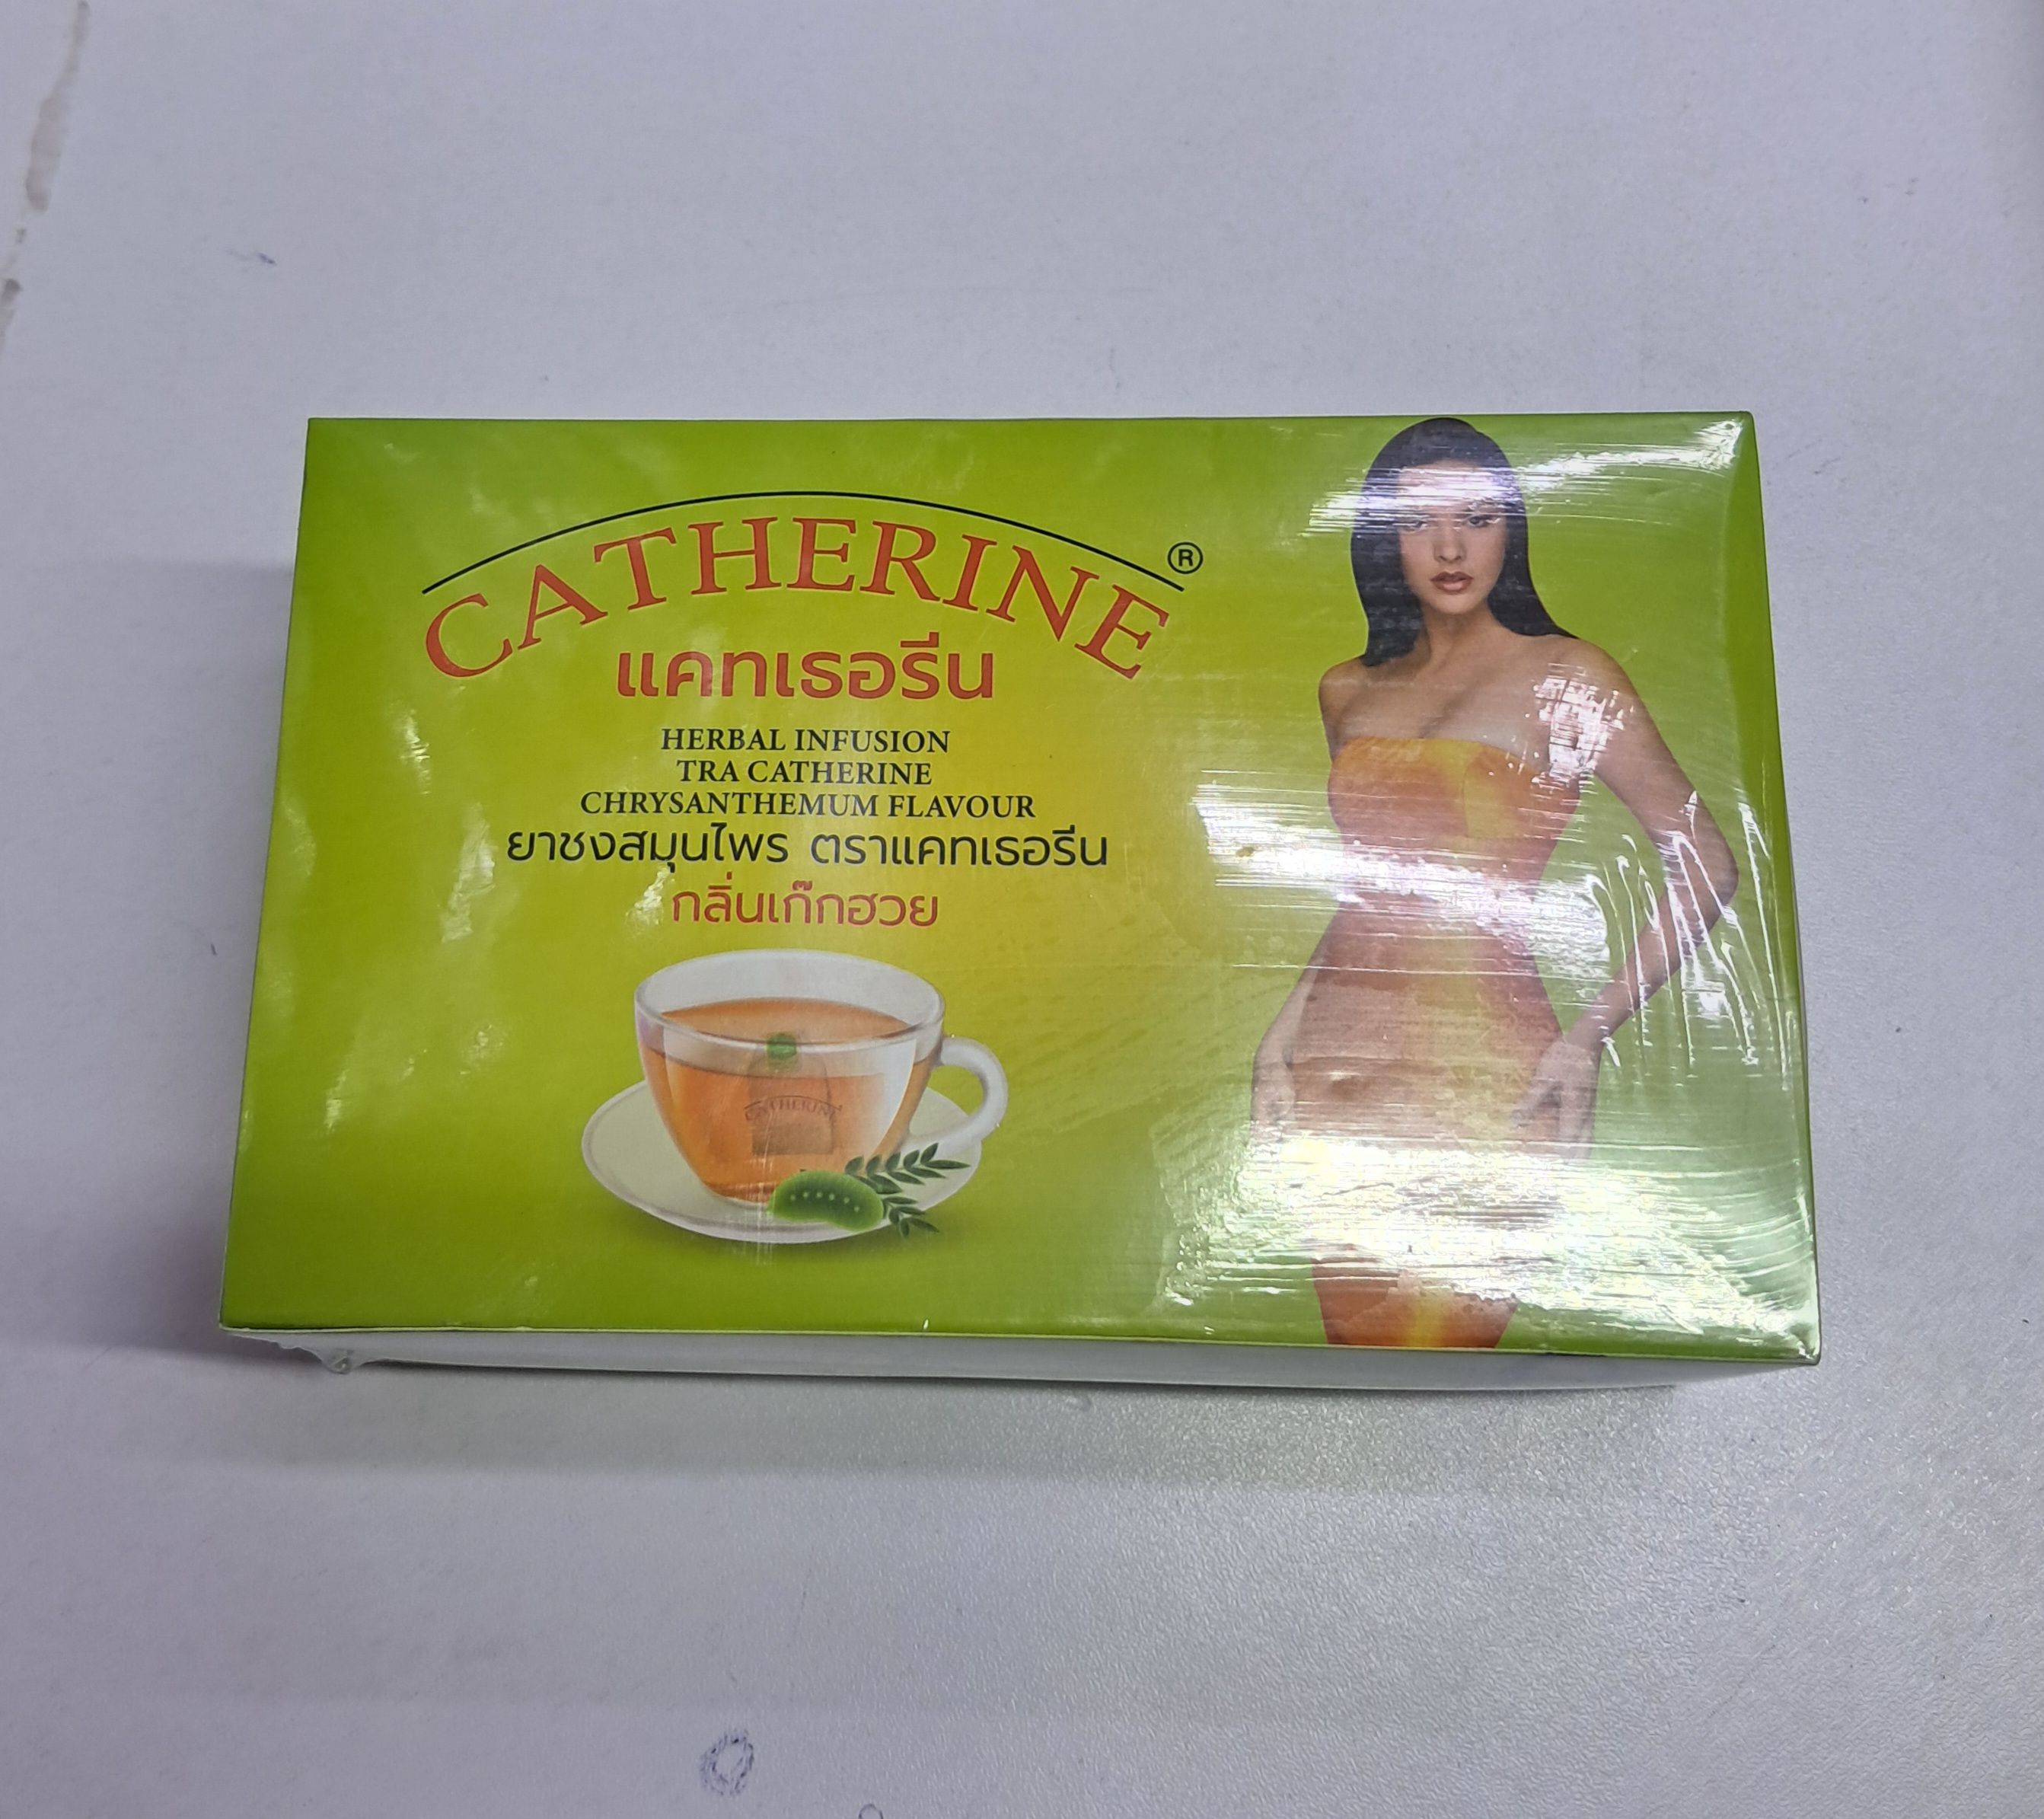 CATHERINE®
แคทเธอรีน
HERBAL INFUSION
TRA CATHERINE
CHRYSANTHEMUM FLAVOUR
ยาชงสมุนไพร ตราแคทเธอรีน
กลิ่นเก๊กฮวย
CATHERINE